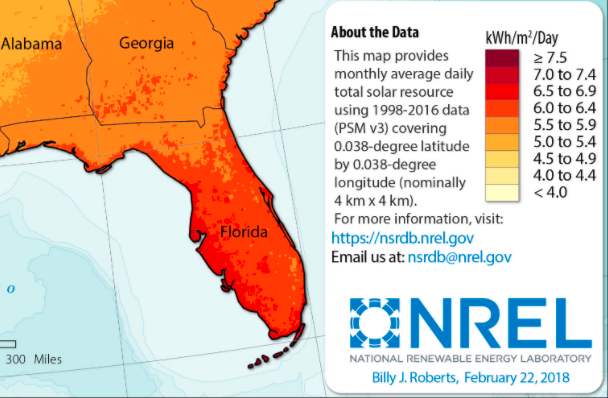 Alabama
Georgia
Florida
o
300 Miles
About the Data
This map provides
monthly average daily
total solar resource
using 1998-2016 data
(PSM v3) covering
0.038-degree latitude
by 0.038-degree
longitude (nominally
4 km x 4 km).
For more information, visit:
https://nsrdb.nrel.gov
Email us at: nsrdb@nrel.gov
kWh/m²/Day
≥ 7.5
7.0 to 7.4
6.5 to 6.9
6.0 to 6.4
5.5 to 5.9
5.0 to 5.4
4.5 to 4.9
4.0 to 4.4
< 4.0
NREL
NATIONAL RENEWABLE ENERGY LABORATORY
Billy J. Roberts, February 22, 2018